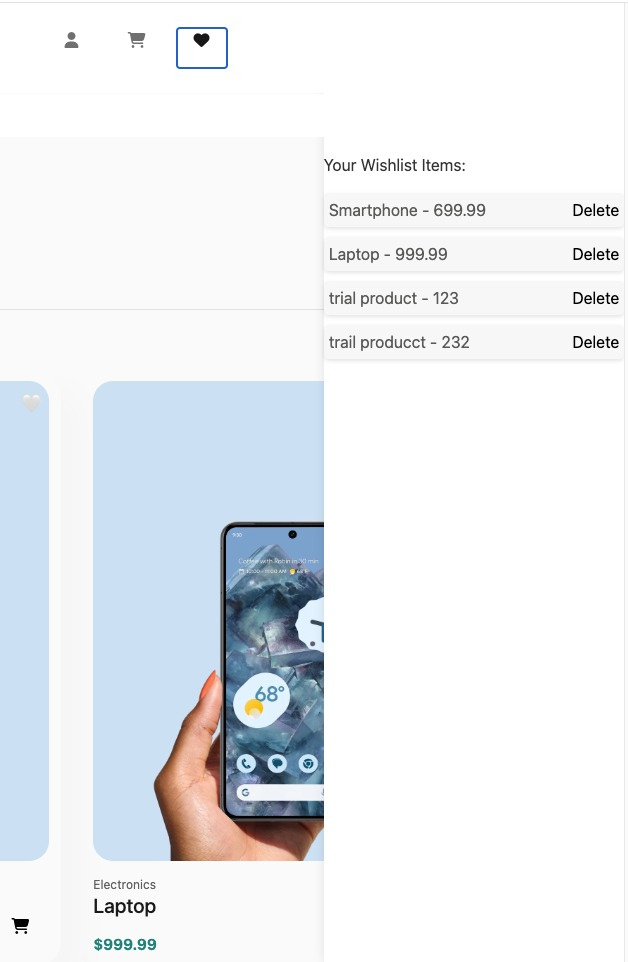 Your Wishlist Items:
Smartphone - 699.99 Delete
Laptop - 999.99 Delete
trial product - 123 Delete
trail producct - 232 Delete
68°
G
Electronics
Laptop
$999.99